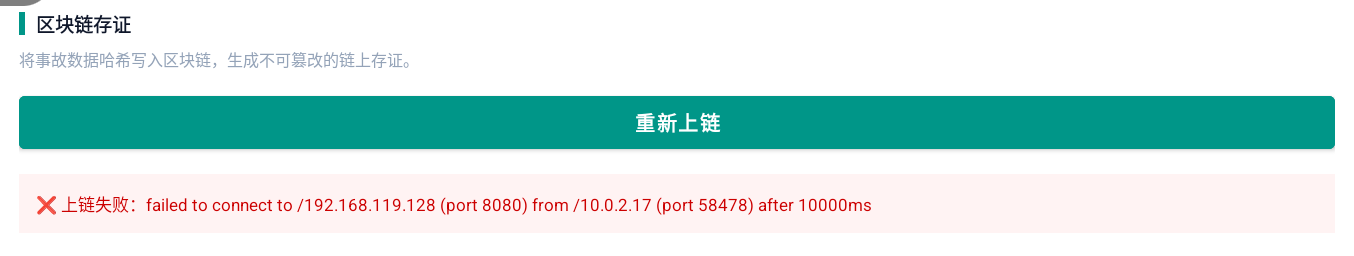 区块链存证
将事故数据哈希写入区块链，生成不可篡改的链上存证。
重新上链
❌ 上链失败：failed to connect to /192.168.119.128 (port 8080) from /10.0.2.17 (port 58478) after 10000ms